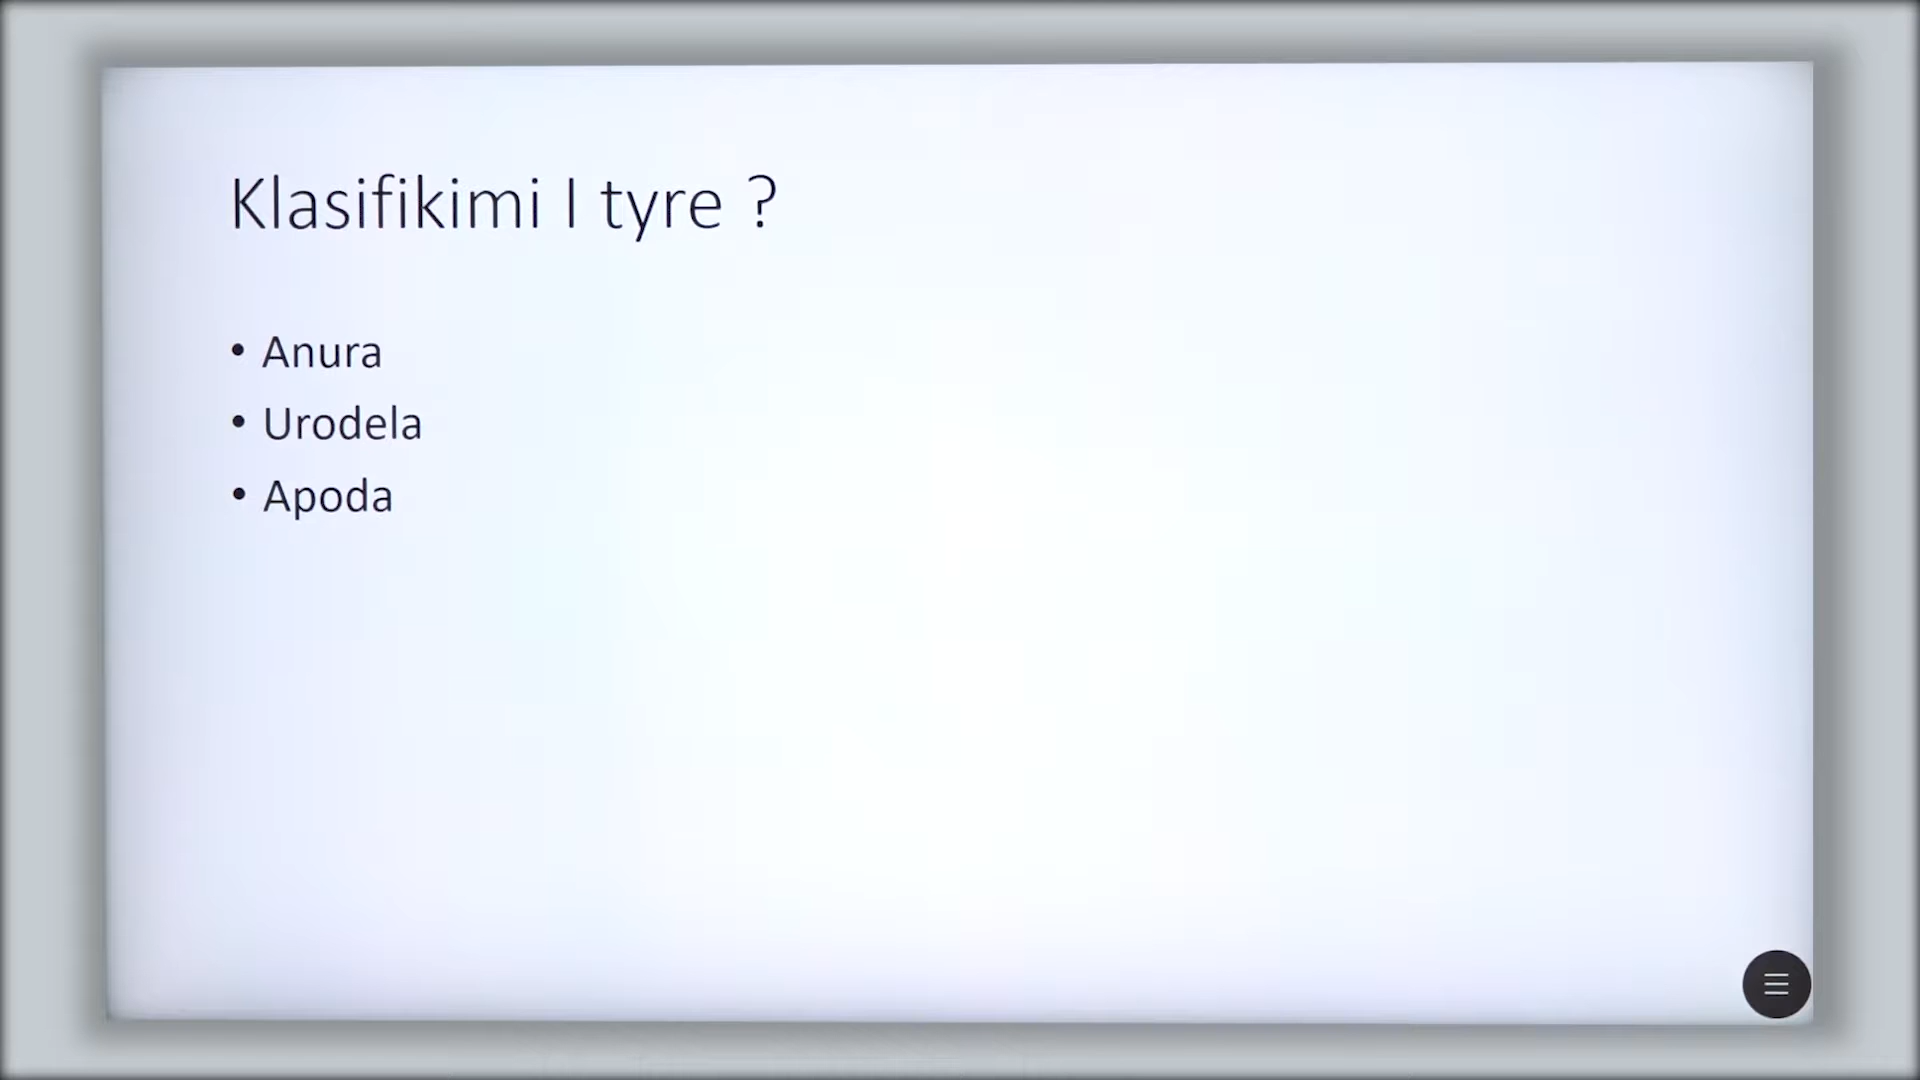 Klasifikimi I tyre ?
• Anura
• Urodela
• Apoda